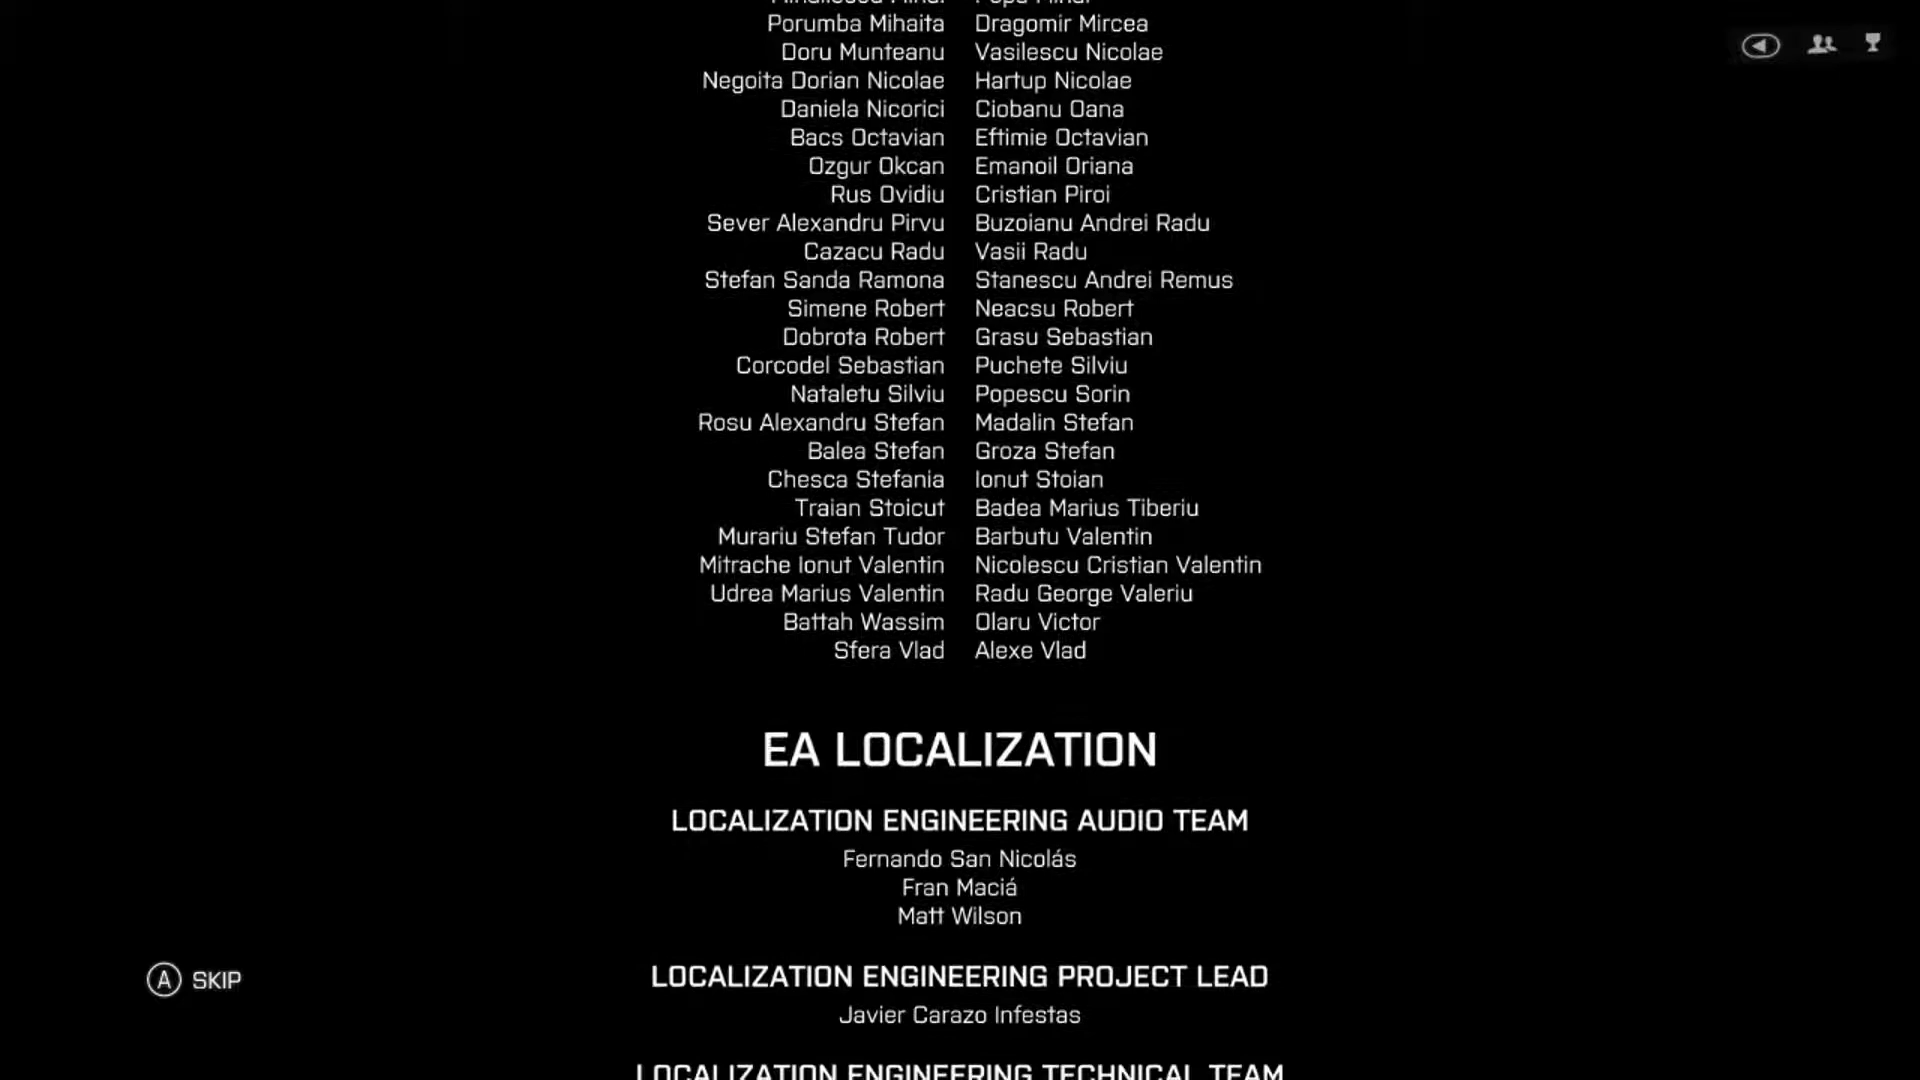 Porumba Mihaita Dragomir Mircea
Doru Munteanu Vasilescu Nicolae
Negoita Dorian Nicolae Hartup Nicolae
Daniela Nicorici Ciobanu Oana
Bacs Octavian Eftimie Octavian
Ozgur Okcan Emanoil Oriana
Rus Ovidiu Cristian Piroi
Sever Alexandru Pirvu Buzoianu Andrei Radu
Cazacu Radu Vasii Radu
Stefan Sanda Ramona Stanescu Andrei Remus
Simene Robert Neacsu Robert
Dobrota Robert Grasu Sebastian
Corcodel Sebastian Puchete Silviu
Nataletu Silviu Popescu Sorin
Rosu Alexandru Stefan Madalin Stefan
Balea Stefan Groza Stefan
Chesca Stefania Ionut Stoian
Traian Stoicut Badea Marius Tiberiu
Murariu Stefan Tudor Barbutu Valentin
Mitrache Ionut Valentin Nicolescu Cristian Valentin
Udrea Marius Valentin Radu George Valeriu
Battah Wassim Olaru Victor
Sfera Vlad Alexe Vlad
EA LOCALIZATION
LOCALIZATION ENGINEERING AUDIO TEAM
Fernando San Nicolás
Fran Maciá
Matt Wilson
LOCALIZATION ENGINEERING PROJECT LEAD
A SKIP
Javier Carazo Infestas
LOCALIZATION ENGINEERING TECHNICAL TEAM